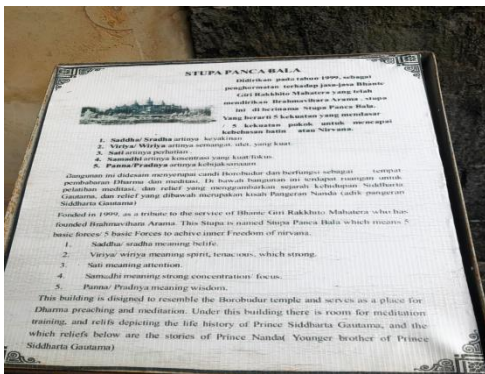 STUPA PANCA BALA
Didirikan pada tahun 1999, sebagai
penghormatan terhadap jasa-jasa Bhante
Giri Rakkhito Mahatera yang telah
mendirikan Brahmavihara Arama, stupa
ini di bernama Stupa Panca Bala.
Yang berarti 5 kekuatan yang mendasar
/ 5 kekuatan pokok untuk mencapai
kebebasan batin atau Nirvana.
1. Saddha/ Sradha artinya keyakinan
2. Viriya/ Wiriya artinya semangat, ulet, yang kuat.
3. Sati artinya perhatian
4. Samadhi artinya konsentrasi yang kuat/fokus.
5. Panna/Pradnya artinya kebijaksanaan
Bangunan ini didesain menyerupai candi Borobudur dan berfungsi sebagai tempat
pembabaran Dharma dan meditasi. Di bawah bangunan ini terdapat ruangan untuk
pelatihan meditasi, dan relief yang menggambarkan sejarah kehidupan Siddharta
Gautama, dan relief yang dibawah merupakan kisah Pangeran Nanda (adik pangeran
Siddharta Gautama)
Founded in 1999, as a tribute to the service of Bhante Giri Rakkhito Mahatera who has
founded Brahmavihara Arama. This Stupa is named Stupa Panca Bala which means 5
basic forces/ 5 basic Forces to achive inner Freedom of nirvana.
1. Saddha/ sradha meaning belife.
2. Viriya/ wiriya meaning spirit, tenacious, which strong.
3. Sati meaning attention
4. Samadhi meaning strong concentration/ focus.
5. Panna/ Pradnya meaning wisdom.
This building is designed to resemble the Borobudur temple and serves as a place for
Dharma preaching and meditation. Under this building there is room for meditation
training, and relifs depicting the life history of Prince Siddharta Gautama, and the
which reliefs below are the stories of Prince Nanda( Younger brother of Prince
Siddharta Gautama)